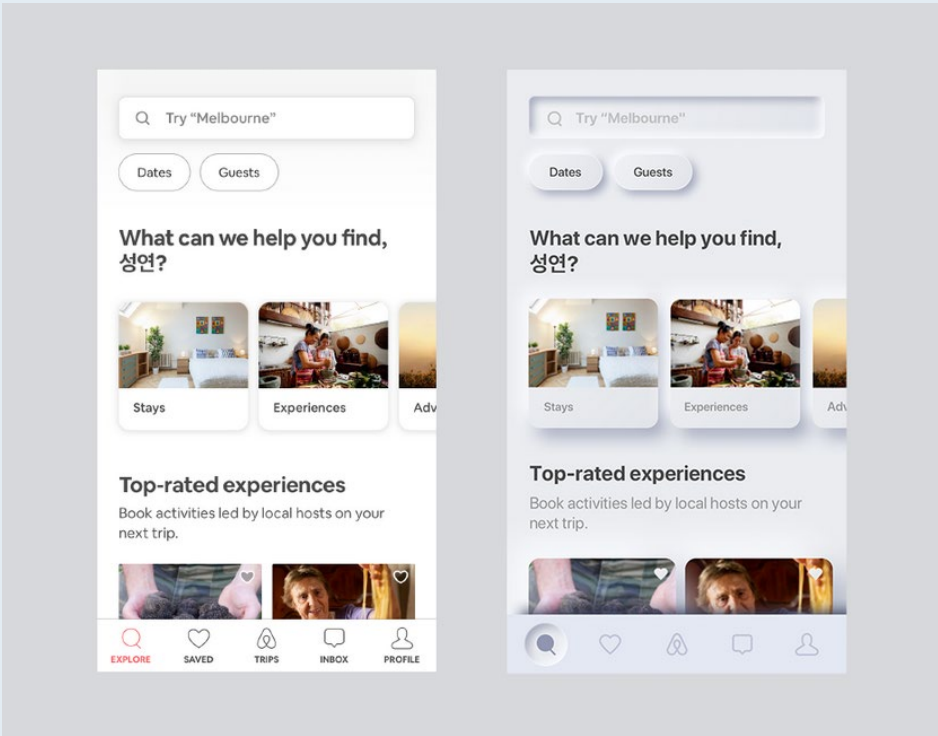 Try “Melbourne”
Dates
Guests
What can we help you find,
성연?
Stays
Experiences
Adv
Top-rated experiences
Book activities led by local hosts on your
next trip.
EXPLORE
SAVED
TRIPS
INBOX
PROFILE
Try “Melbourne”
Dates
Guests
What can we help you find,
성연?
Stays
Experiences
Adv
Top-rated experiences
Book activities led by local hosts on your
next trip.